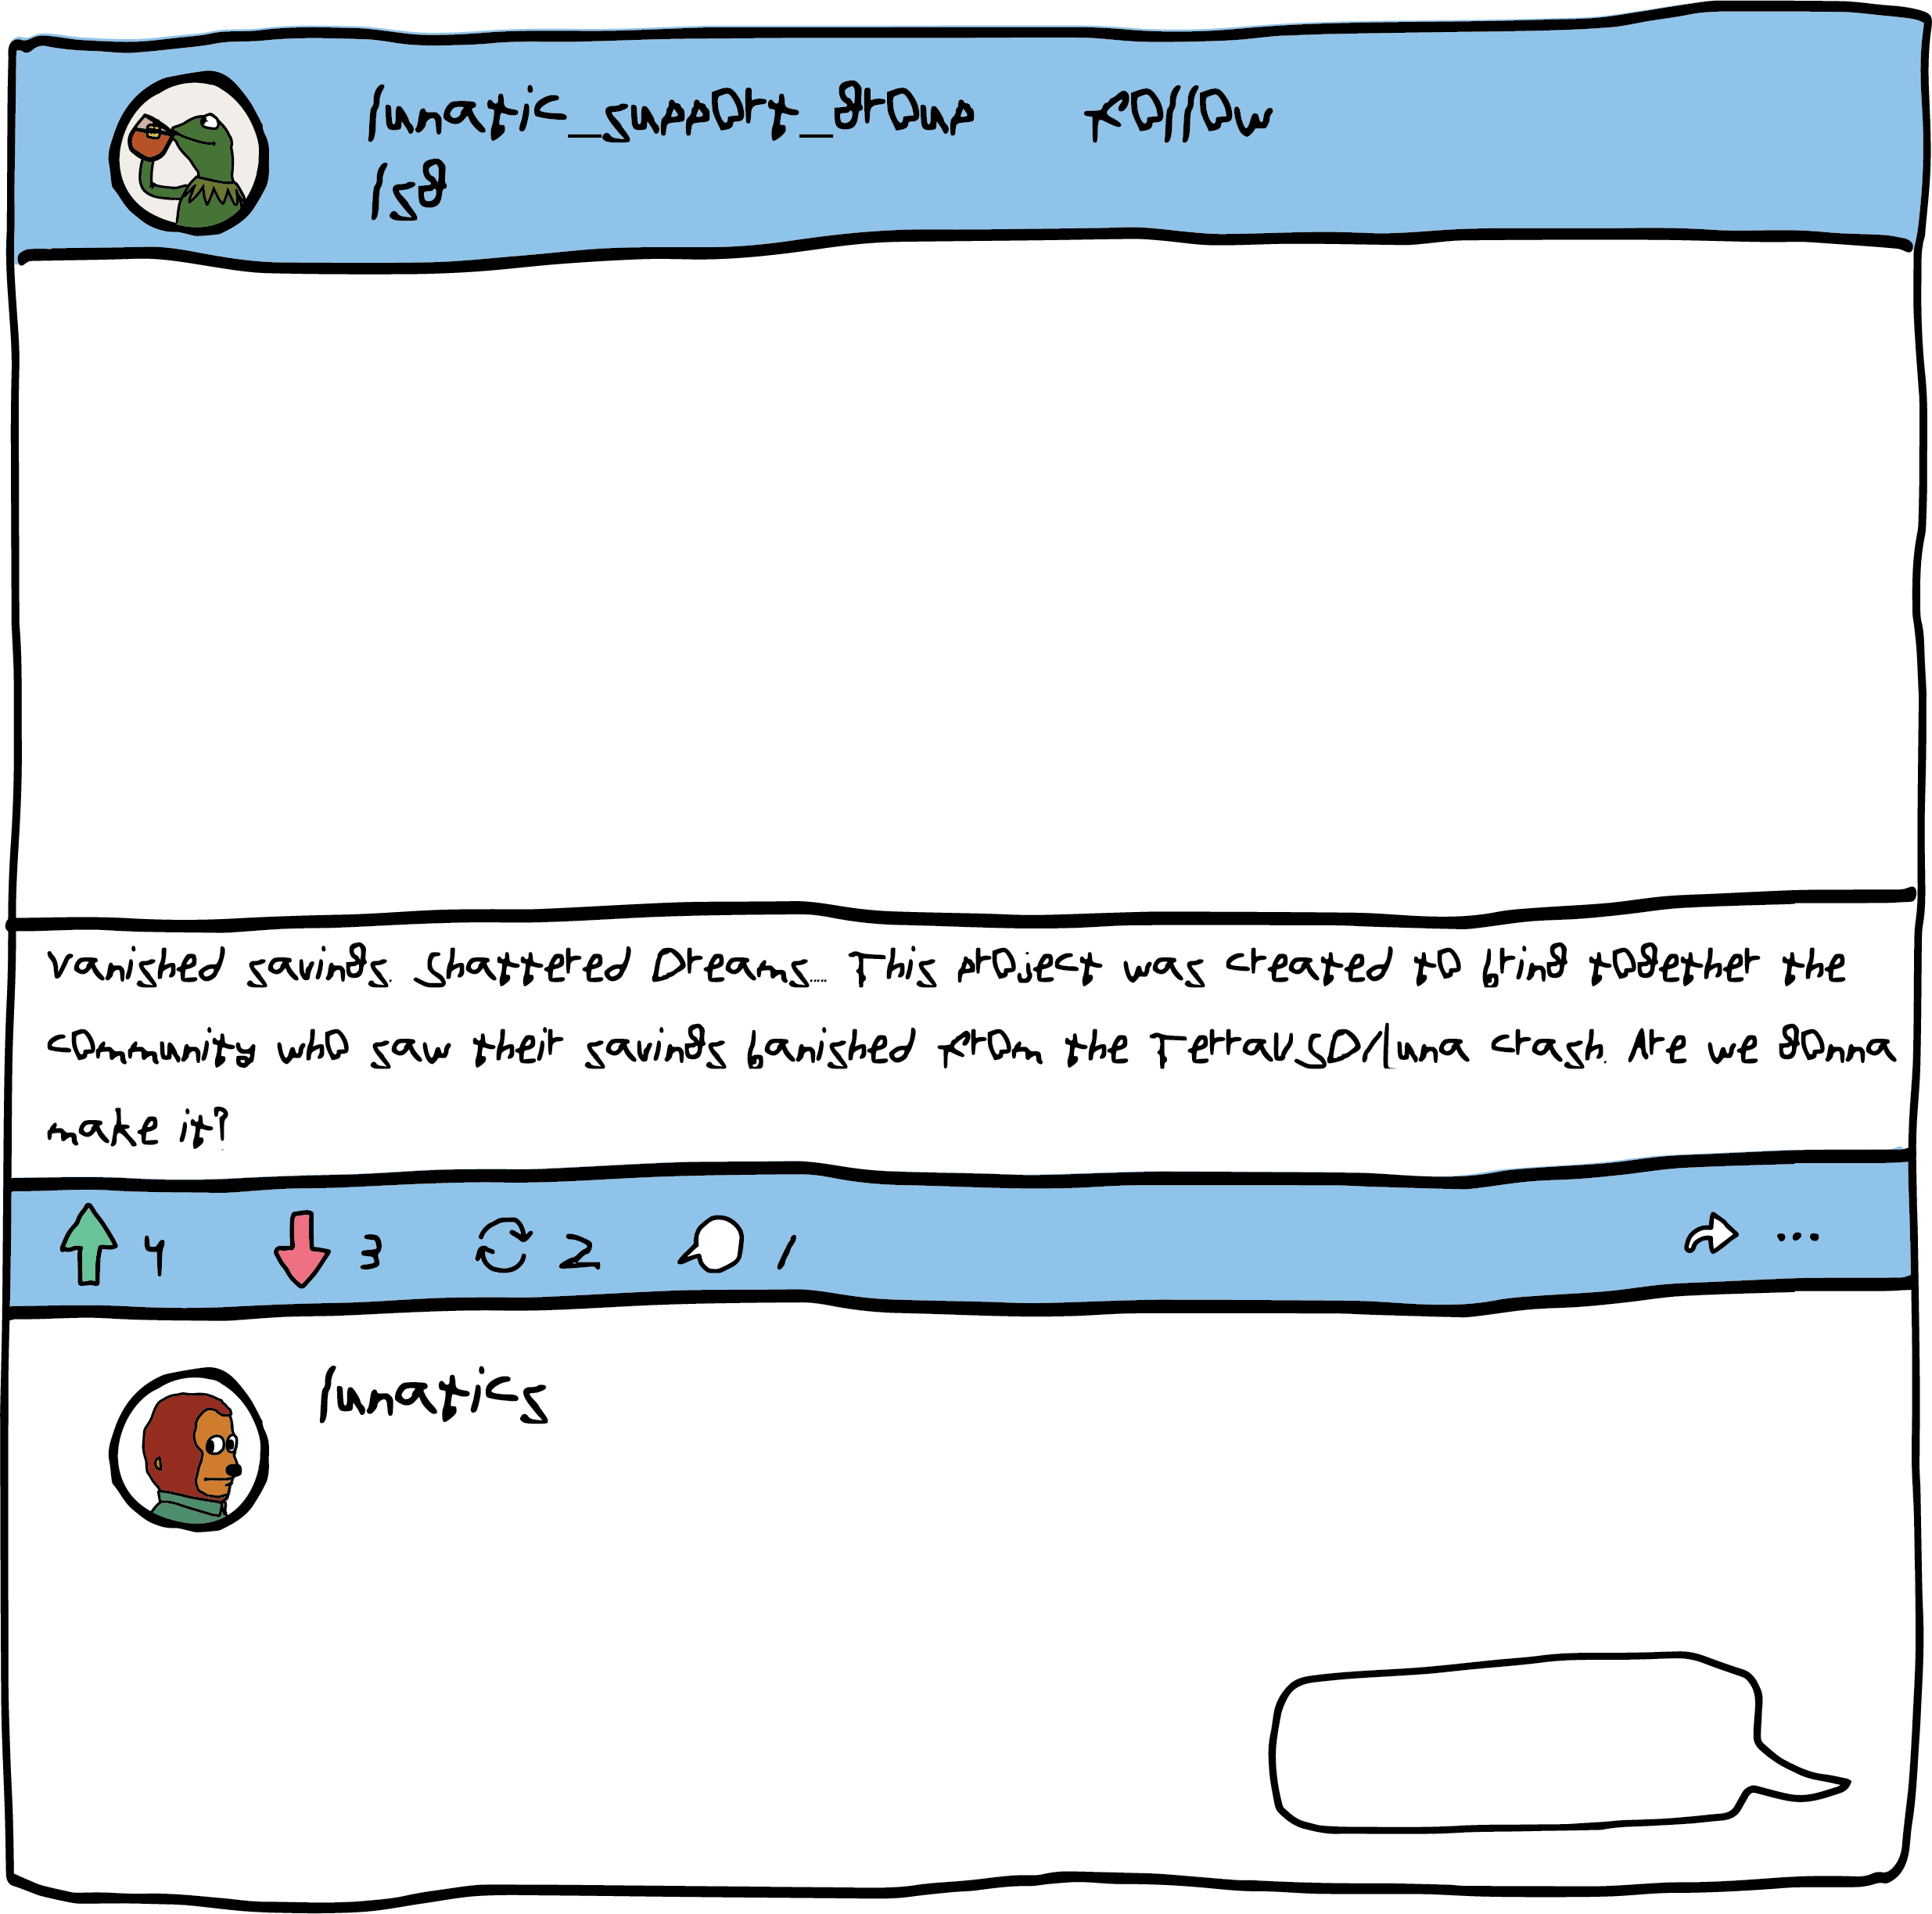 lunatic_support_group follow
lsg
Vanished savings. Shattered Dreams..... This project was created to bring together the
community who saw their savings banished from the TerraUSD/Luna crash. Are we gonna
make it?
4 3 2 1 ...
lunatics